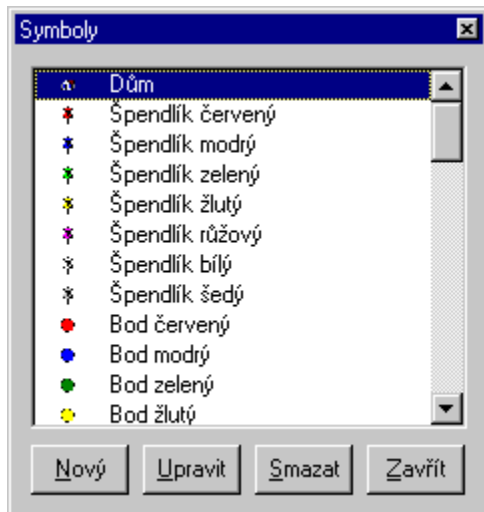 Symboly
Dům
Špendlík červený
Špendlík modrý
Špendlík zelený
Špendlík žlutý
Špendlík růžový
Špendlík bílý
Špendlík šedý
Bod červený
Bod modrý
Bod zelený
Bod žlutý
Nový Upravit Smazat Zavřít